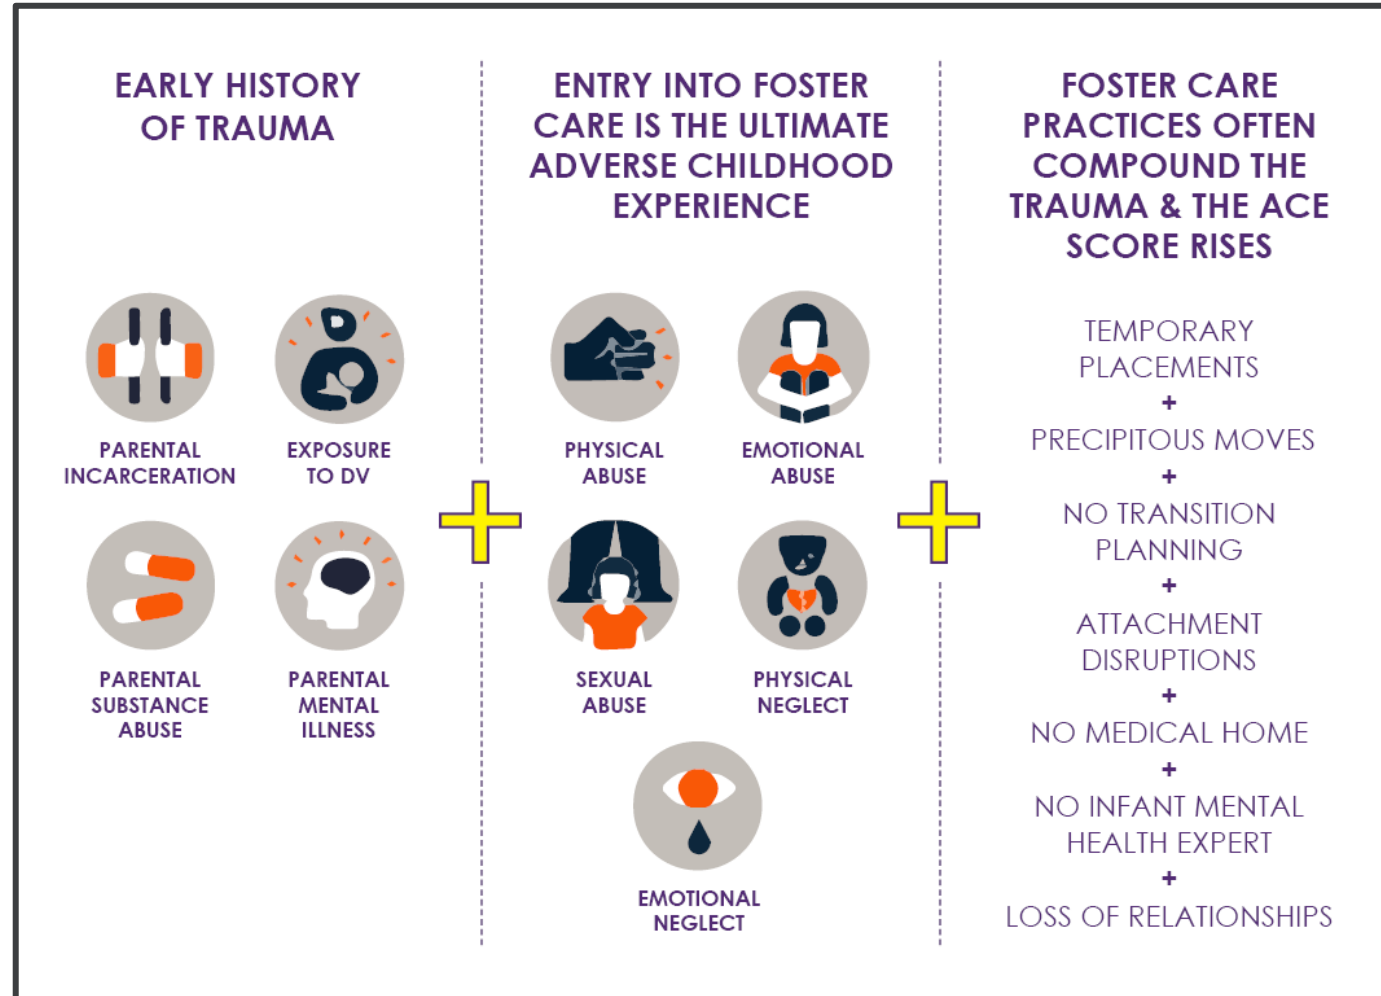 EARLY HISTORY
OF TRAUMA
PARENTAL
INCARCERATION
EXPOSURE
TO DV
PARENTAL
SUBSTANCE
ABUSE
PARENTAL
MENTAL
ILLNESS
ENTRY INTO FOSTER
CARE IS THE ULTIMATE
ADVERSE CHILDHOOD
EXPERIENCE
PHYSICAL
ABUSE
EMOTIONAL
ABUSE
SEXUAL
ABUSE
PHYSICAL
NEGLECT
EMOTIONAL
NEGLECT
FOSTER CARE
PRACTICES OFTEN
COMPOUND THE
TRAUMA & THE ACE
SCORE RISES
TEMPORARY
PLACEMENTS
+
PRECIPITOUS MOVES
+
NO TRANSITION
PLANNING
+
ATTACHMENT
DISRUPTIONS
+
NO MEDICAL HOME
+
NO INFANT MENTAL
HEALTH EXPERT
+
LOSS OF RELATIONSHIPS